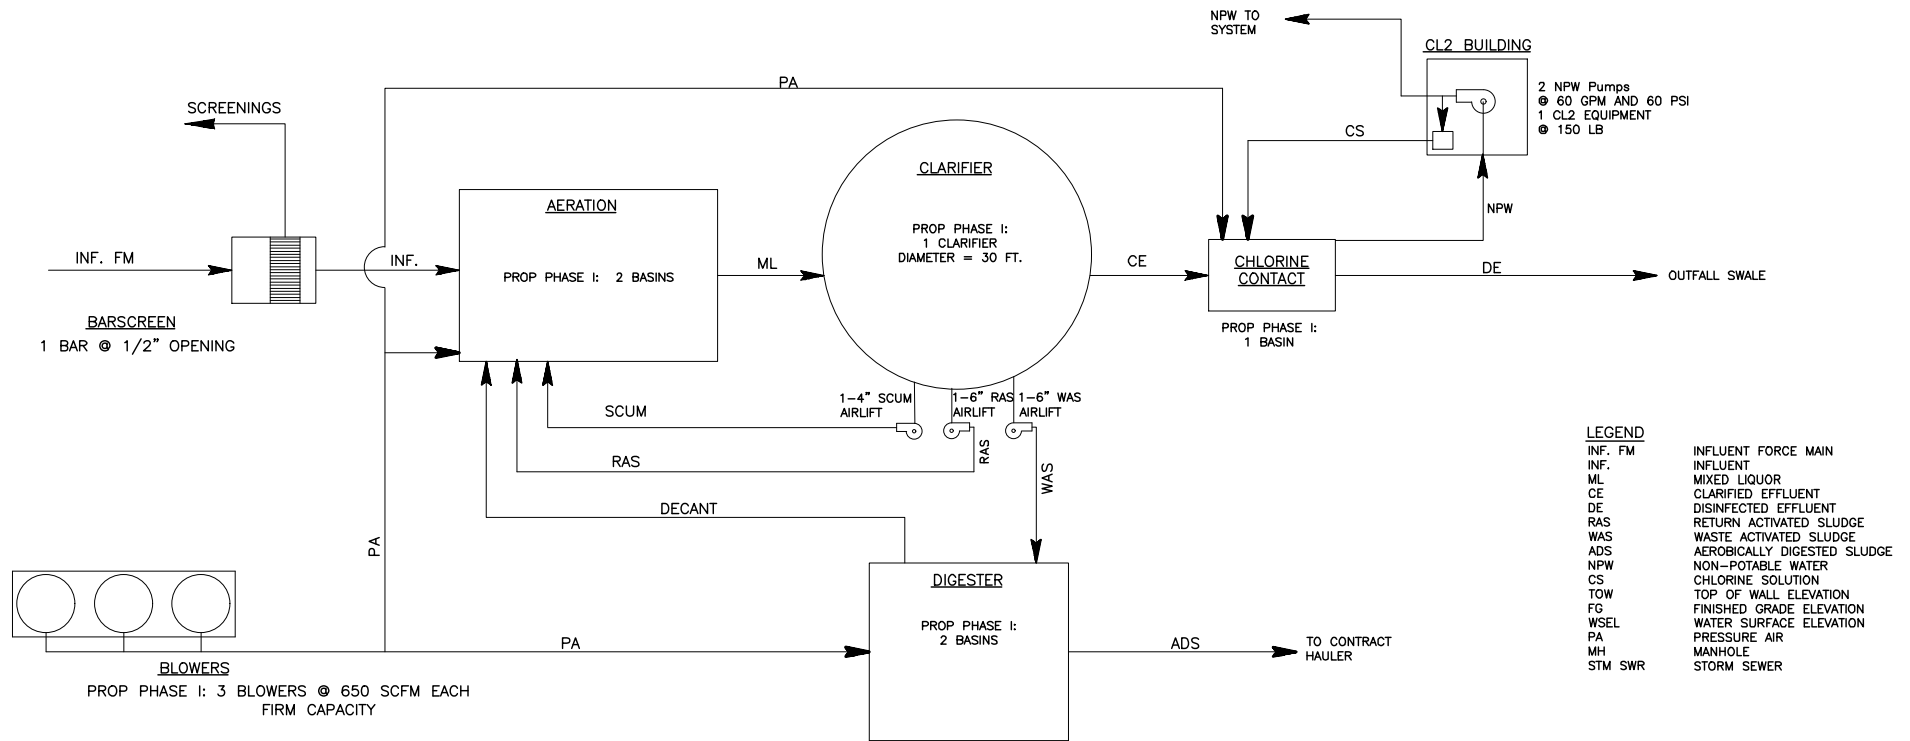 NPW TO
SYSTEM
CL2 BUILDING
2 NPW Pumps
@ 60 GPM AND 60 PSI
1 CL2 EQUIPMENT
@ 150 LB
PA
SCREENINGS
CS
CLARIFIER
PROP PHASE I:
1 CLARIFIER
DIAMETER = 30 FT.
AERATION
PROP PHASE I: 2 BASINS
NPW
INF. FM
INF.
ML
CE
CHLORINE
CONTACT
DE
OUTFALL SWALE
BARSCREEN
1 BAR @ 1/2" OPENING
PROP PHASE I:
1 BASIN
1-4" SCUM
AIRLIFT
1-6" RAS
AIRLIFT
1-6" WAS
AIRLIFT
SCUM
RAS
RAS
WAS
DECANT
PA
DIGESTER
PROP PHASE I:
2 BASINS
PA
ADS
TO CONTRACT
HAULER
BLOWERS
PROP PHASE I: 3 BLOWERS @ 650 SCFM EACH
FIRM CAPACITY
LEGEND
INF. FM INFLUENT FORCE MAIN
INF. INFLUENT
ML MIXED LIQUOR
CE CLARIFIED EFFLUENT
DE DISINFECTED EFFLUENT
RAS RETURN ACTIVATED SLUDGE
WAS WASTE ACTIVATED SLUDGE
ADS AEROBICALLY DIGESTED SLUDGE
NPW NON-POTABLE WATER
CS CHLORINE SOLUTION
TOW TOP OF WALL ELEVATION
FG FINISHED GRADE ELEVATION
WSEL WATER SURFACE ELEVATION
PA PRESSURE AIR
MH MANHOLE
STM SWR STORM SEWER